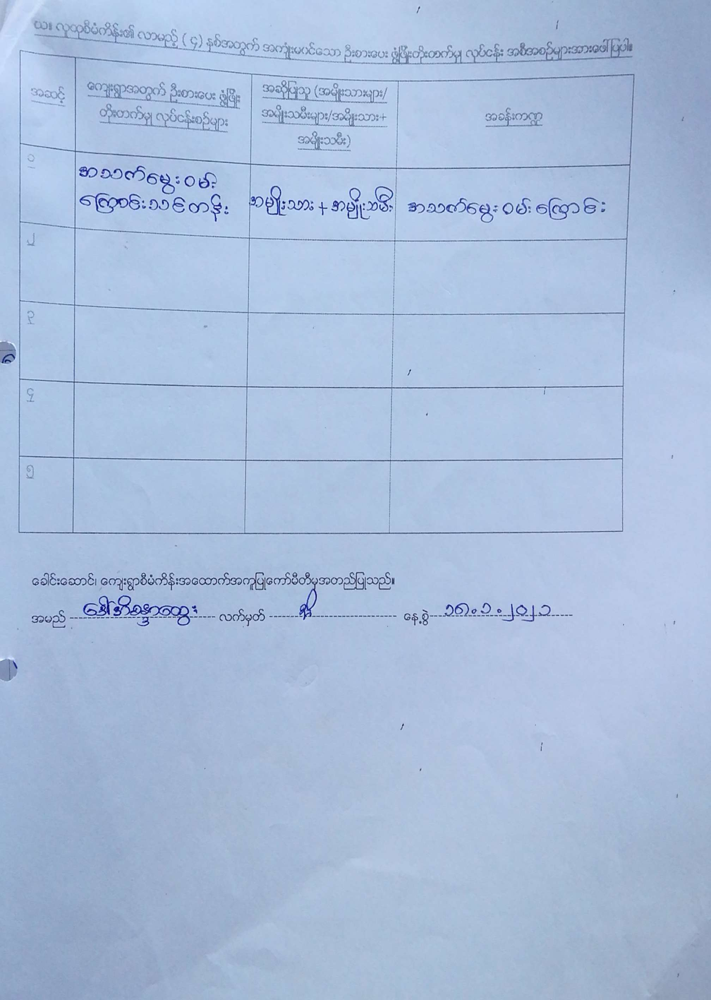 ဃ။ လူထုစီမံကိန်း၏ လာမည့် ( ၄ ) နှစ်အတွက် အကျုံးမဝင်သော ဦးစားပေး ဖွံ့ဖြိုးတိုးတက်မှု လုပ်ငန်း အစီအစဉ်များအားဖေါ်ပြပါ။
အဆင့်
ကျေးရွာအတွက် ဦးစားပေး ဖွံ့ဖြိုး
တိုးတက်မှု လုပ်ငန်းစဉ်များ
အဆိုပြုသူ (အမျိုးသားများ/
အမျိုးသမီးများ/အမျိုးသား+
အမျိုးသမီး)
အခန်းကဏ္ဍ
၁
အသက်မွေးဝမ်း
ကြောင်းသင်တန်း
အမျိုးသား + အမျိုးသမီး
အသက်မွေးဝမ်းကြောင်း
၂
၃
၄
၅
ခေါင်းဆောင်၊ ကျေးရွာစီမံကိန်းအထောက်အကူပြုကော်မီတီမှအတည်ပြုသည်။
အမည် ဒေါ်အိစန္ဒာထွေး လက်မှတ် နေ့စွဲ ၁၈.၁.၂၀၂၁